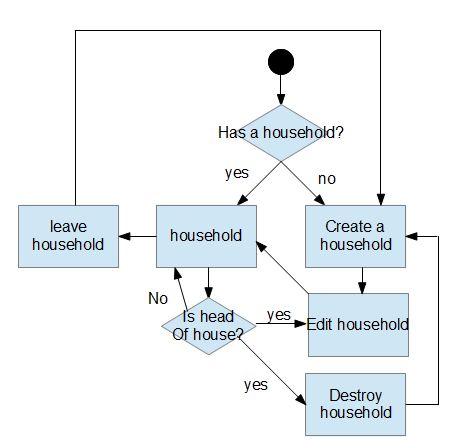 Has a household?
yes
no
leave
household
household
Create a
household
No
Is head
Of house?
yes
Edit household
yes
Destroy
household